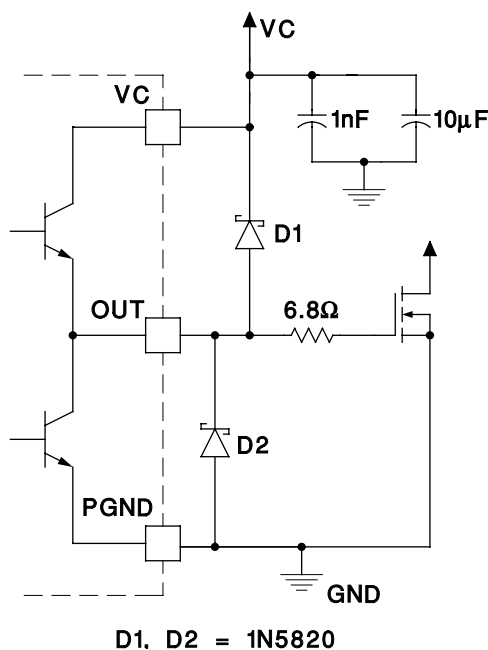 VC
VC
1nF
10µF
D1
OUT
6.8Ω
D2
PGND
GND
D1, D2 = 1N5820